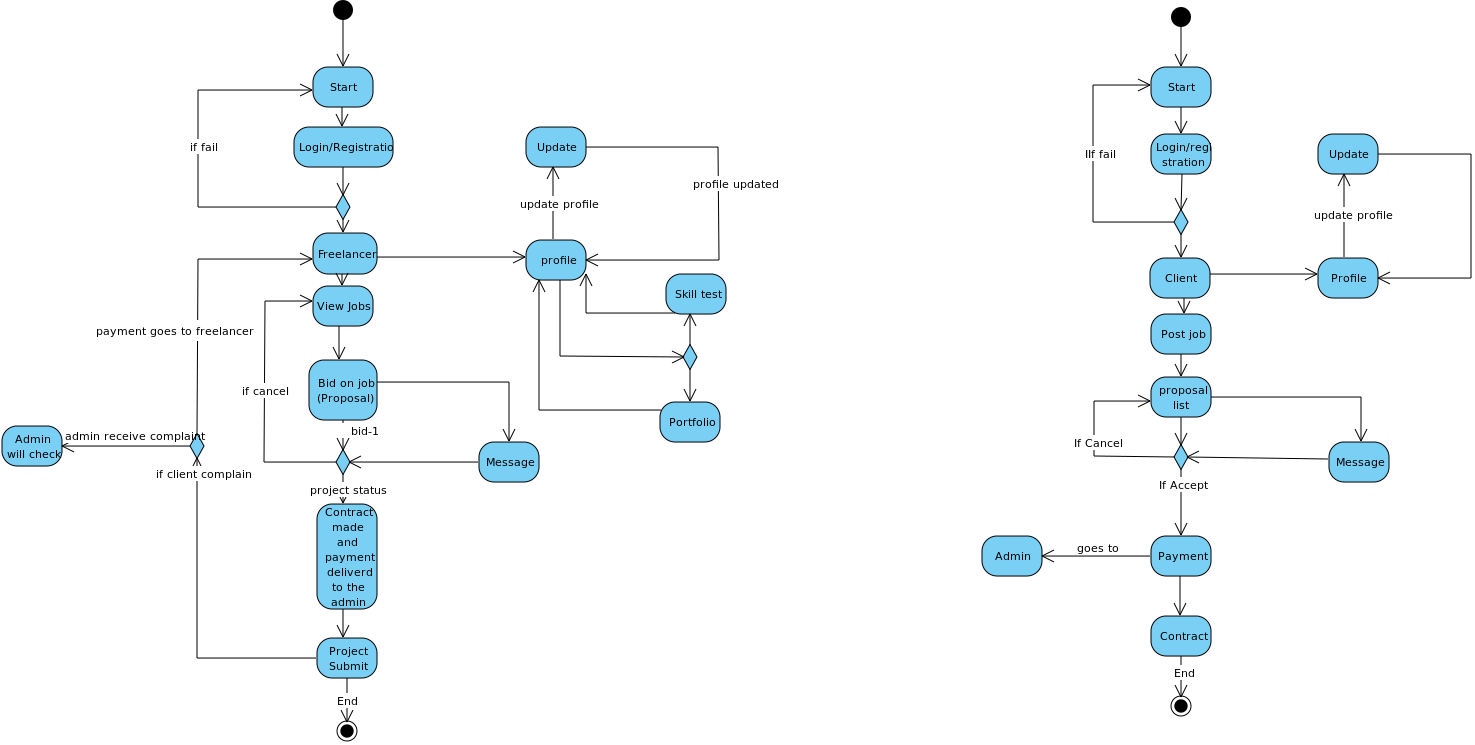 Start
Login/Registratio
if fail
Update
profile updated
update profile
Freelancer
profile
View Jobs
Skill test
payment goes to freelancer
if cancel
Bid on job
(Proposal)
bid-1
Portfolio
Admin
will check
admin receive complaint
Message
if client complain
project status
Contract
made
and
payment
deliverd
to the
admin
Project
Submit
End
Start
Login/regi
stration
IIf fail
Update
update profile
Client
Profile
Post job
proposal
list
If Cancel
Message
If Accept
Admin
goes to
Payment
Contract
End